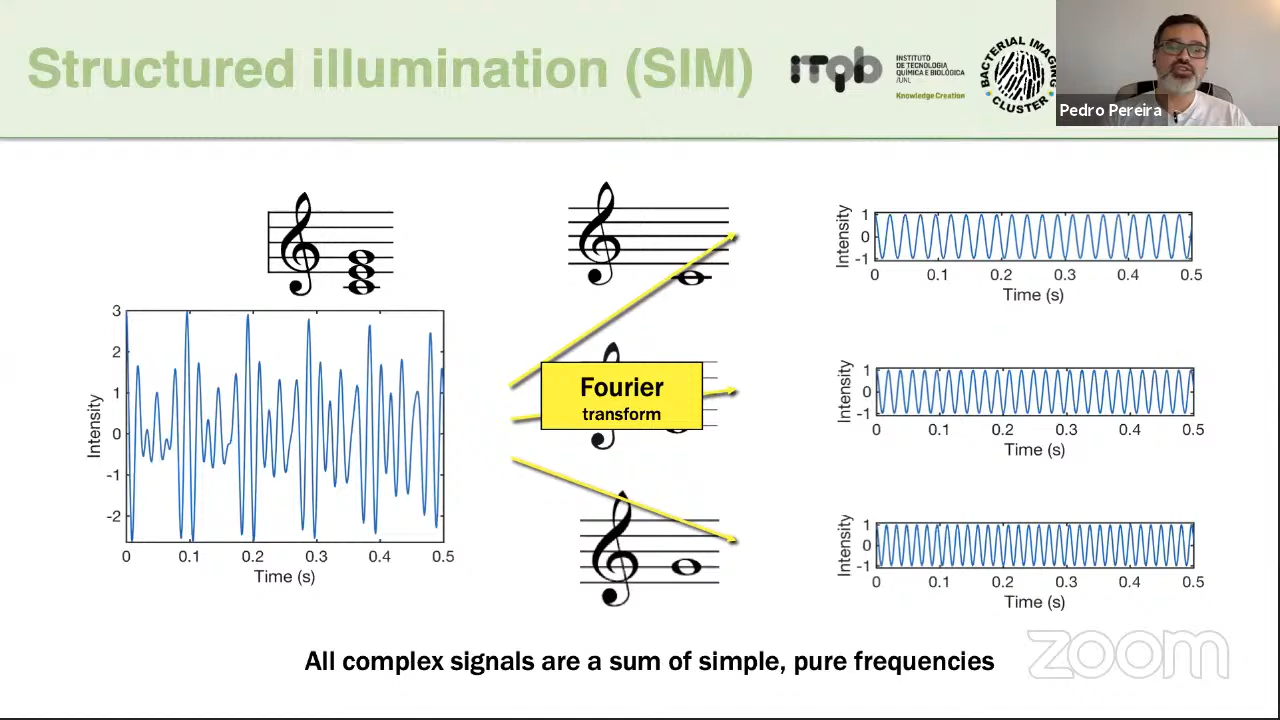 Structured illumination (SIM)
iTqb
INSTITUTO
DE TECNOLOGIA
QUÍMICA E BIOLÓGICA
/UNL
Knowledge Creation
BACTERIAL IMAGING
CLUSTER
Pedro Pereira
Intensity
3
2
1
0
-1
-2
0 0.1 0.2 0.3 0.4 0.5
Time (s)
Fourier
transform
Intensity
1
0
-1
0 0.1 0.2 0.3 0.4 0.5
Time (s)
Intensity
1
0
-1
0 0.1 0.2 0.3 0.4 0.5
Time (s)
Intensity
1
0
-1
0 0.1 0.2 0.3 0.4 0.5
Time (s)
All complex signals are a sum of simple, pure frequencies
zoom